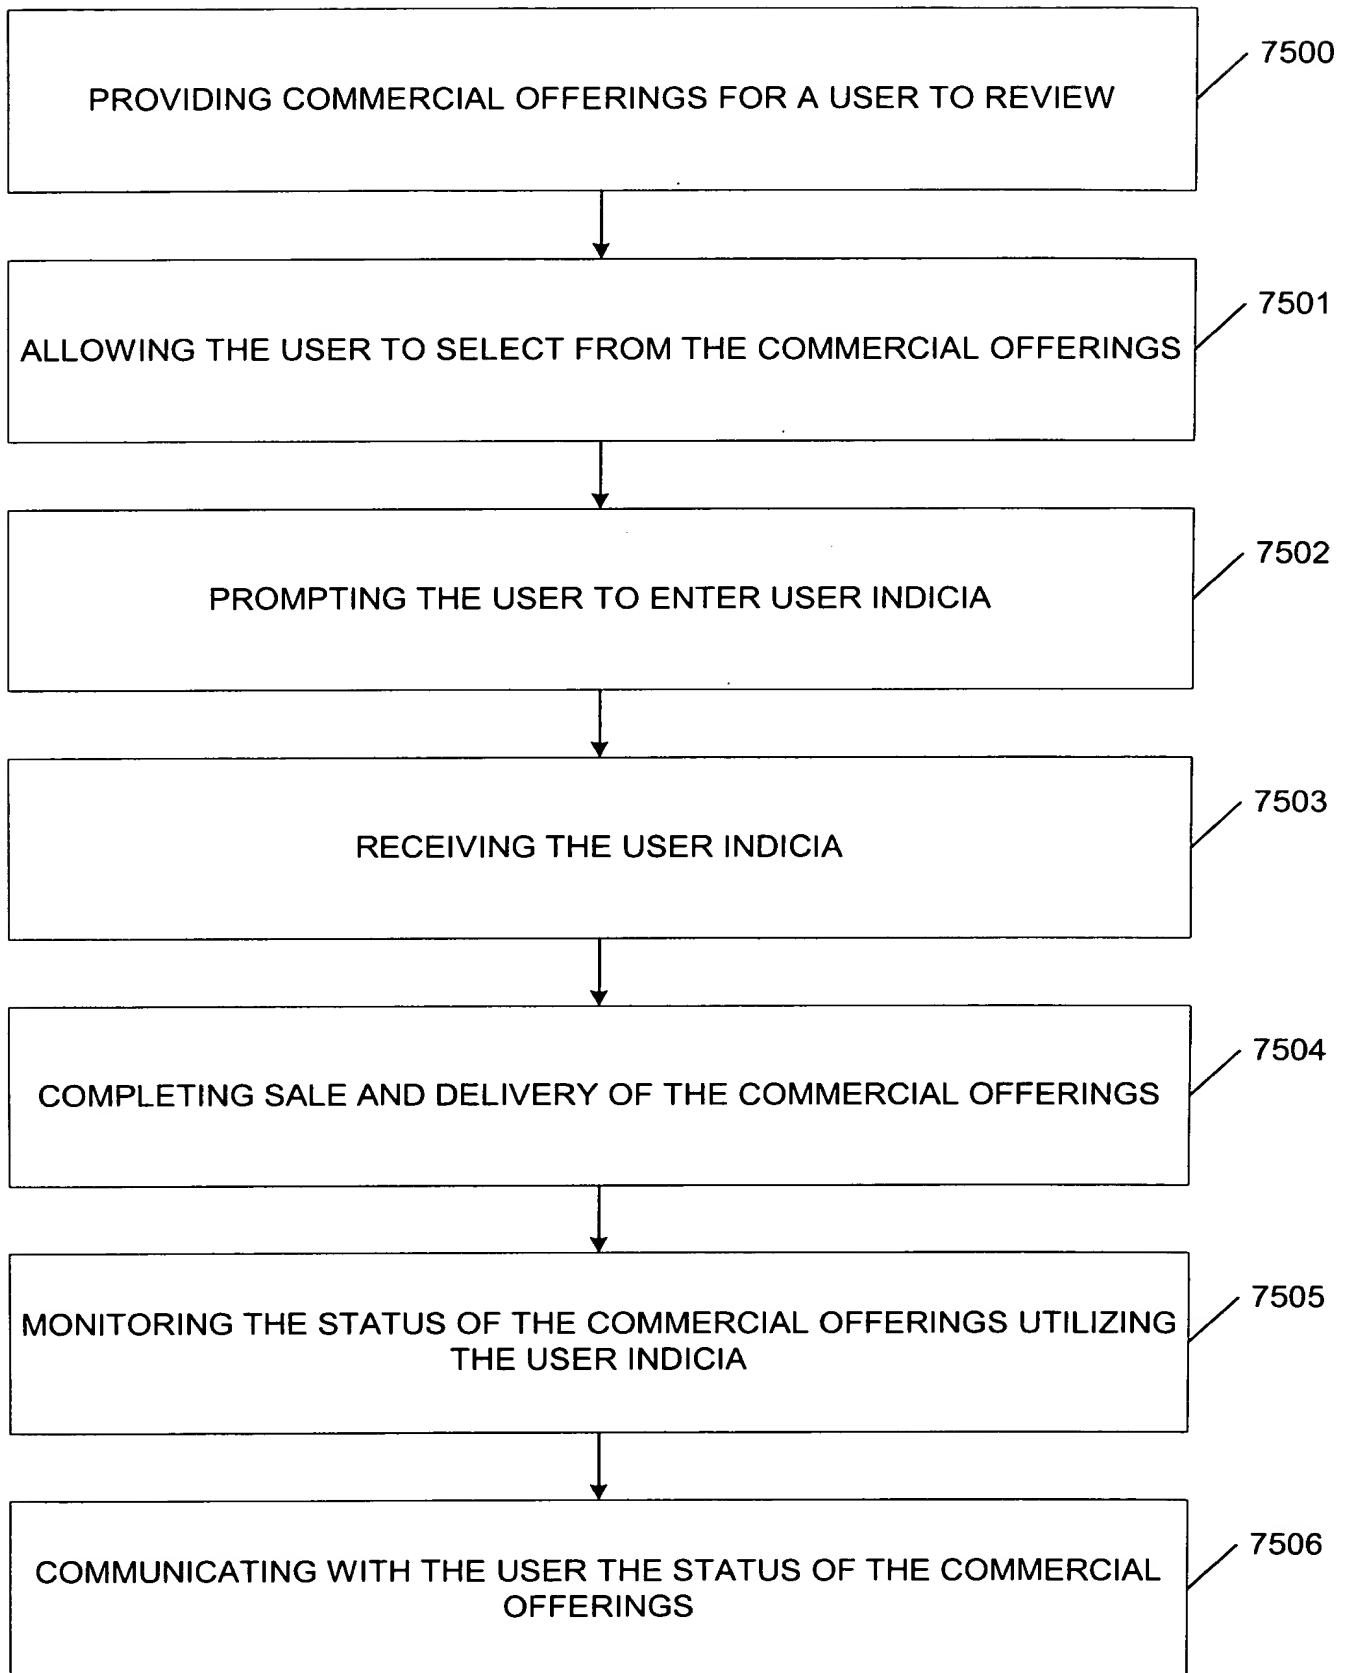 7500
PROVIDING COMMERCIAL OFFERINGS FOR A USER TO REVIEW
7501
ALLOWING THE USER TO SELECT FROM THE COMMERCIAL OFFERINGS
7502
PROMPTING THE USER TO ENTER USER INDICIA
7503
RECEIVING THE USER INDICIA
7504
COMPLETING SALE AND DELIVERY OF THE COMMERCIAL OFFERINGS
7505
MONITORING THE STATUS OF THE COMMERCIAL OFFERINGS UTILIZING
THE USER INDICIA
7506
COMMUNICATING WITH THE USER THE STATUS OF THE COMMERCIAL
OFFERINGS